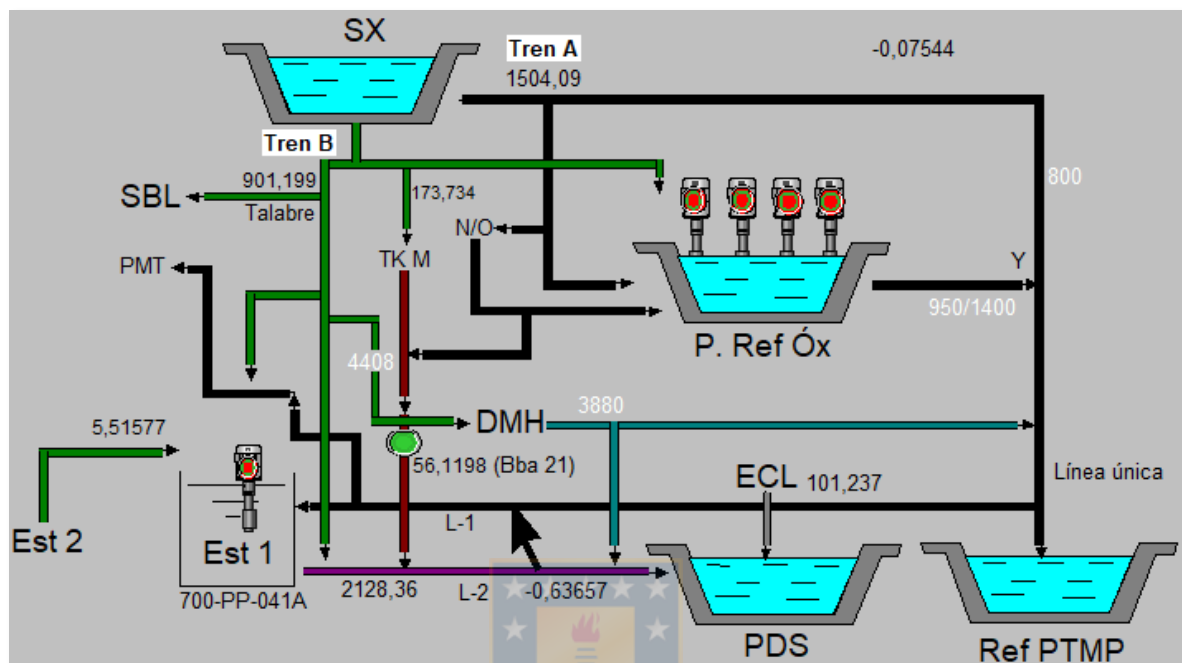 SX
Tren A
-0,07544
1504,09
Tren B
901,199
173,734
800
SBL
Talabre
N/O
PMT
TK M
Y
950/1400
P. Ref Óx
4408
3880
5,51577
DMH
56,1198 (Bba 21)
ECL
101,237
Línea única
L-1
Est 2
Est 1
700-PP-041A
2128,36
L-2
-0,63657
PDS
Ref PTMP